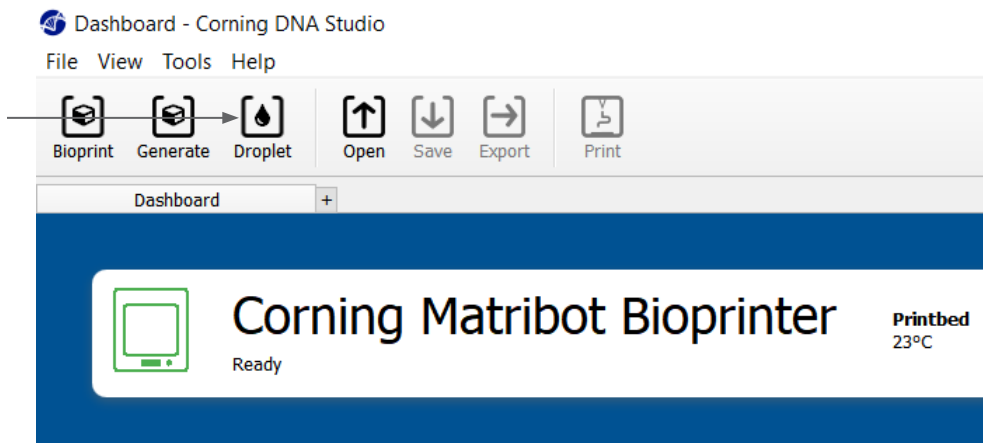 Dashboard - Corning DNA Studio
File View Tools Help
Bioprint Generate Droplet Open Save Export Print
Dashboard +
Corning Matribot Bioprinter
Ready
Printbed
23ºC